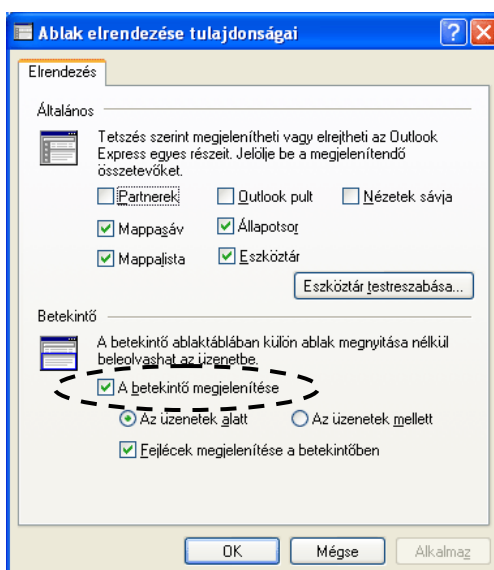 Ablak elrendezése tulajdonságai
Elrendezés
Általános
Tetszés szerint megjelenítheti vagy elrejtheti az Outlook
Express egyes részeit. Jelölje be a megjelenítendő
összetevőket.
Partnerek Outlook pult Nézetek sávja
Mappasáv Állapotsor
Mappalista Eszköztár
Eszköztár testreszabása...
Betekintő
A betekintő ablaktáblában külön ablak megnyitása nélkül
beleolvashat az üzenetbe.
A betekintő megjelenítése
Az üzenetek alatt Az üzenetek mellett
Fejlécek megjelenítése a betekintőben
OK Mégse Alkalmaz